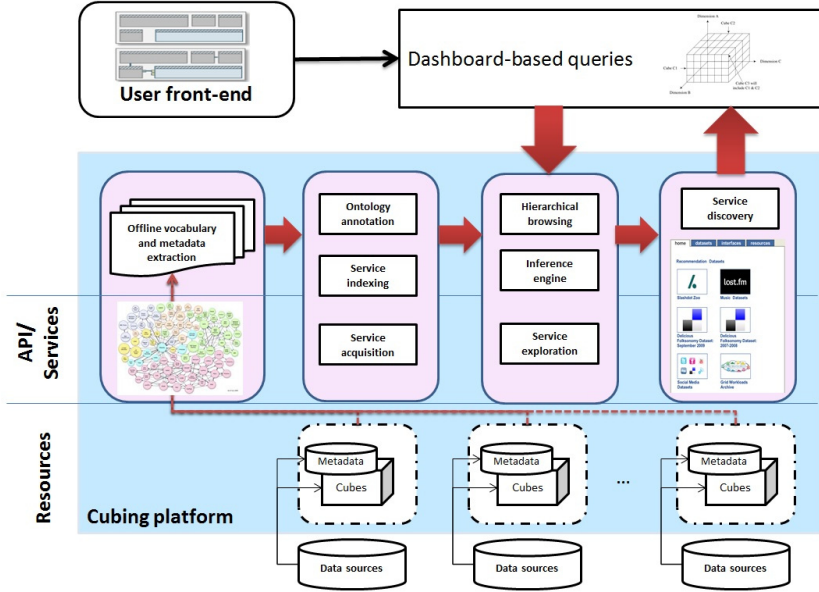 User front-end
Dashboard-based queries
Dimension A
Cube C2
Cube C1
Dimension C
Dimension B
Cube C3 will
include C1 & C2
Offline vocabulary
and metadata
extraction
Ontology
annotation
Service
indexing
Service
acquisition
Hierarchical
browsing
Inference
engine
Service
exploration
Service
discovery
home datasets interfaces resources
Recommendation Datasets
lost.fm
Slashdot Zoo
Music Datasets
Delicious
Folksonomy Dataset
September 2009
Delicious
Folksonomy Dataset
2007-2008
Social Media
Datasets
Grid Workloads
Archive
API/
Services
Resources
Metadata
Cubes
Metadata
Cubes
...
Metadata
Cubes
Cubing platform
Data sources
Data sources
Data sources